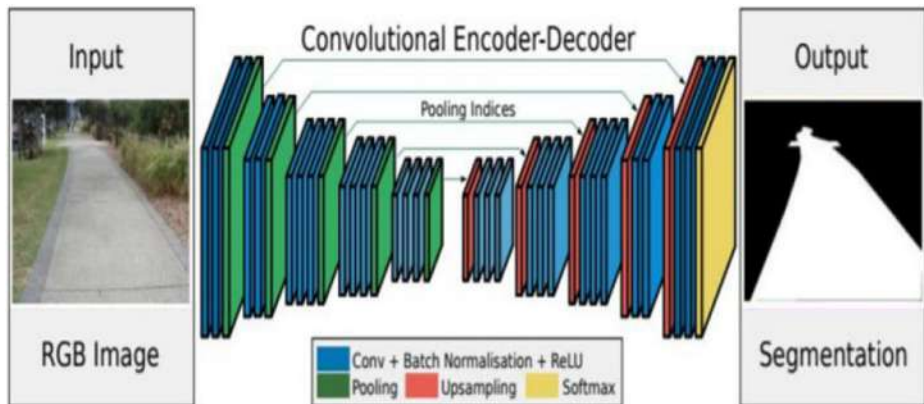 Input
Convolutional Encoder-Decoder
Output
Pooling Indices
RGB Image
Conv + Batch Normalisation + ReLU
Pooling Upsampling Softmax
Segmentation